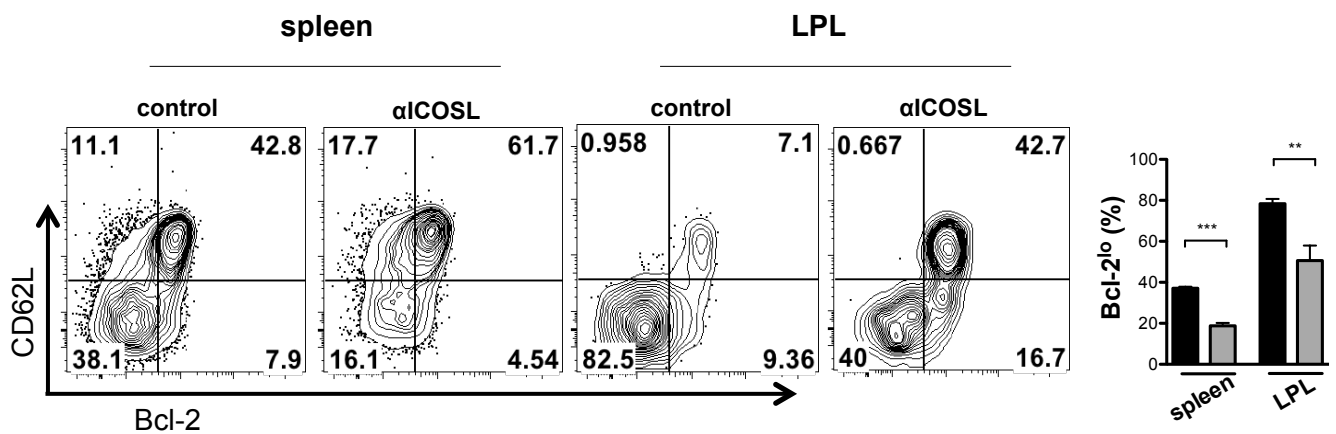 spleen LPL
control αICOSL control αICOSL
11.1 42.8 17.7 61.7 0.958 7.1 0.667 42.7
38.1 7.9 16.1 4.54 82.5 9.36 40 16.7
CD62L
Bcl-2
Bcl-2lo (%)
100
80
60
40
20
0
***
**
spleen LPL